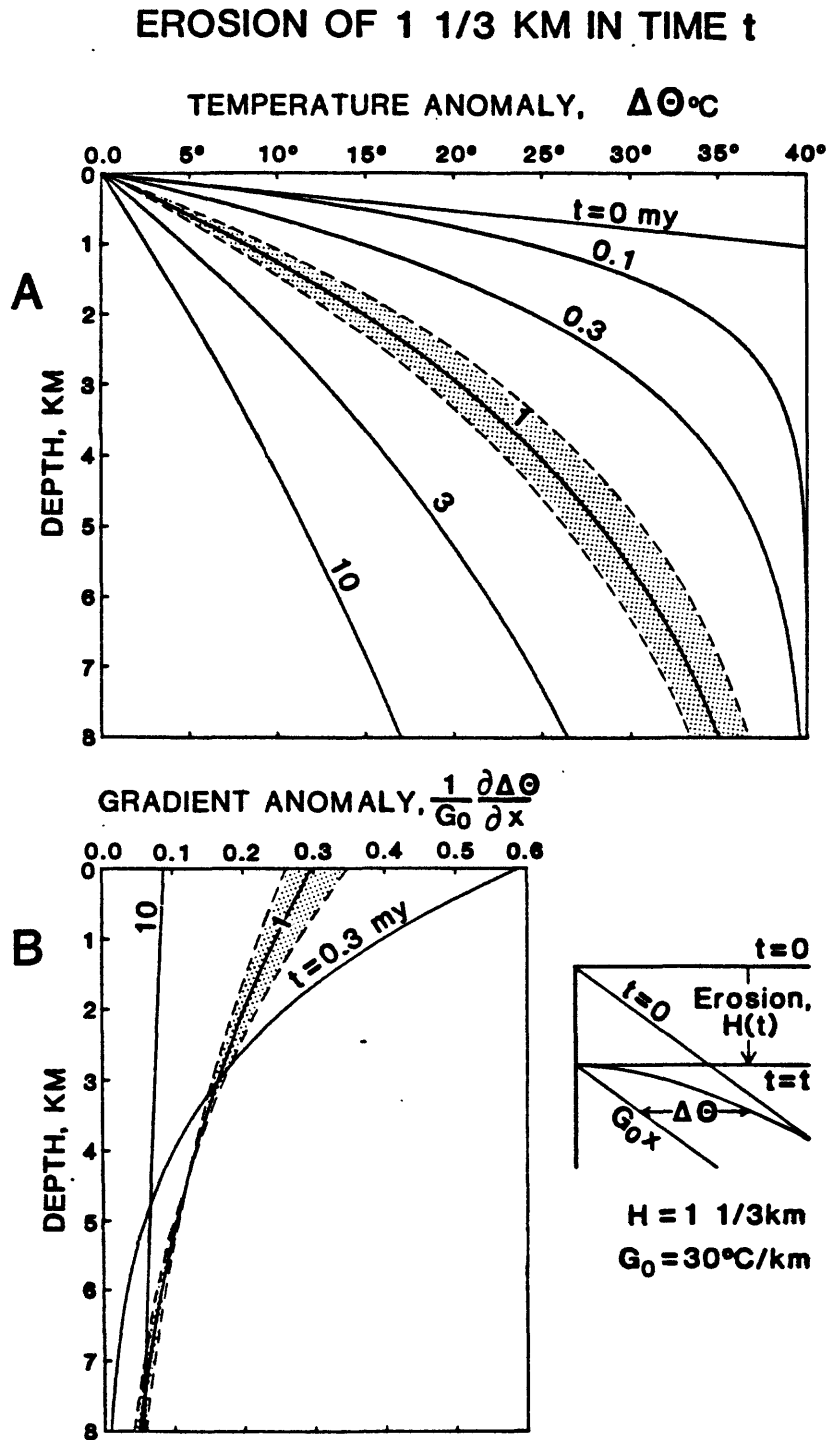 EROSION OF 1 1/3 KM IN TIME t
TEMPERATURE ANOMALY, ΔΘ°C
0.0 5° 10° 15° 20° 25° 30° 35° 40°
A
DEPTH, KM
0
1
2
3
4
5
6
7
8
t=0 my
0.1
0.3
1
3
10
GRADIENT ANOMALY, 1/G₀ ∂ΔΘ/∂x
0.0 0.1 0.2 0.3 0.4 0.5 0.6
B
DEPTH, KM
0
1
2
3
4
5
6
7
8
10
1
t=0.3 my
t=0
t=0
Erosion,
H(t)
t=t
ΔΘ
G₀x
H = 1 1/3km
G₀=30°C/km